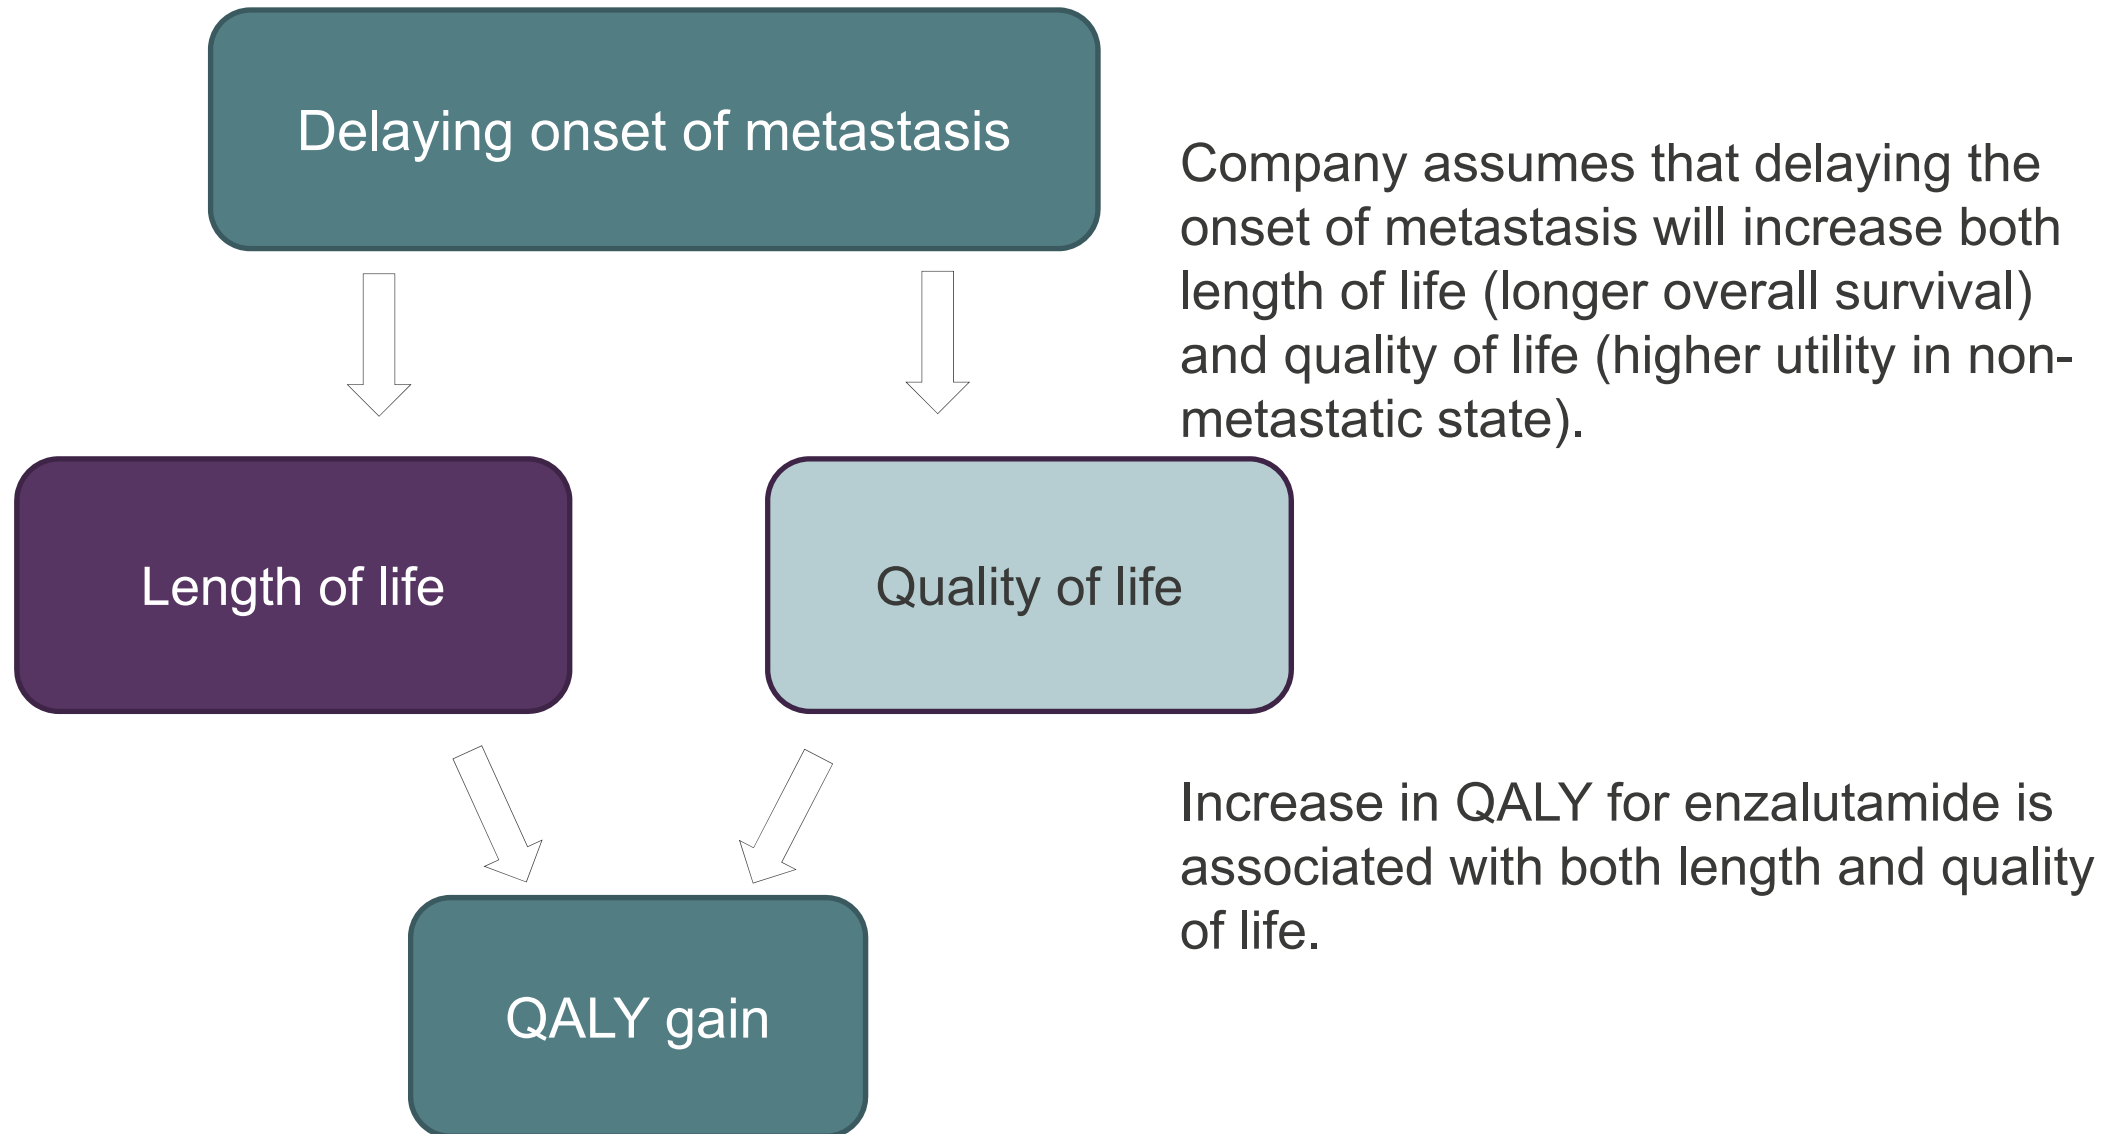 Delaying onset of metastasis
Company assumes that delaying the
onset of metastasis will increase both
length of life (longer overall survival)
and quality of life (higher utility in non-
metastatic state).
Length of life
Quality of life
Increase in QALY for enzalutamide is
associated with both length and quality
of life.
QALY gain